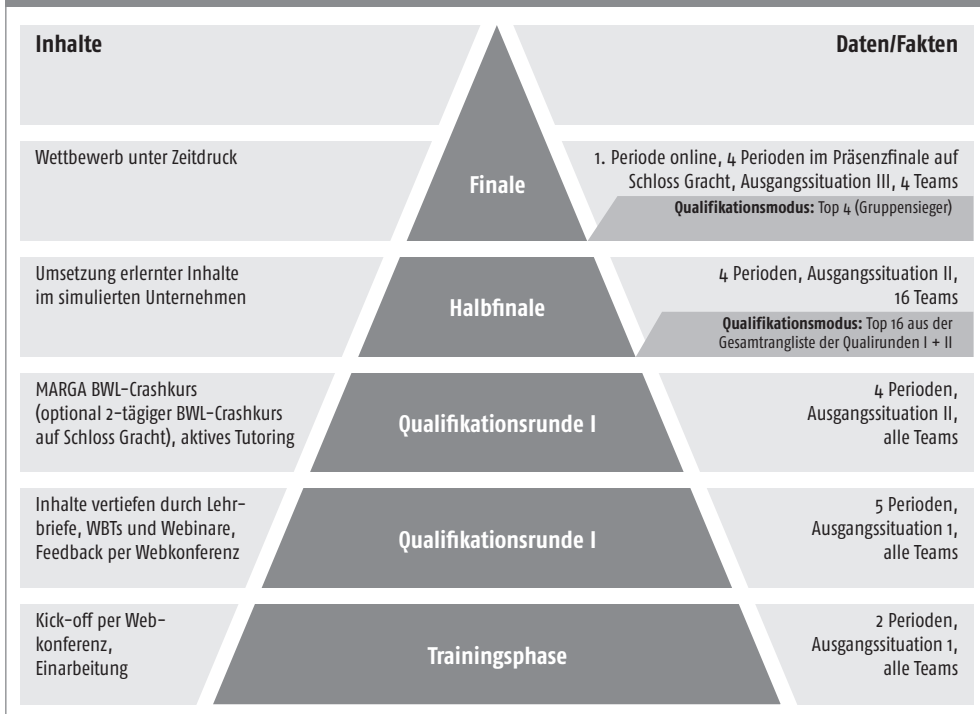 Inhalte
Daten/Fakten
Wettbewerb unter Zeitdruck
Finale
1. Periode online, 4 Perioden im Präsenzfinale auf
Schloss Gracht, Ausgangssituation III, 4 Teams
Qualifikationsmodus: Top 4 (Gruppensieger)
Umsetzung erlernter Inhalte
im simulierten Unternehmen
Halbfinale
4 Perioden, Ausgangssituation II,
16 Teams
Qualifikationsmodus: Top 16 aus der
Gesamtrangliste der Qualirunden I + II
MARGA BWL-Crashkurs
(optional 2-tägiger BWL-Crashkurs
auf Schloss Gracht), aktives Tutoring
Qualifikationsrunde I
4 Perioden,
Ausgangssituation II,
alle Teams
Inhalte vertiefen durch Lehr-
briefe, WBTs und Webinare,
Feedback per Webkonferenz
Qualifikationsrunde I
5 Perioden,
Ausgangssituation 1,
alle Teams
Kick-off per Web-
konferenz,
Einarbeitung
Trainingsphase
2 Perioden,
Ausgangssituation 1,
alle Teams